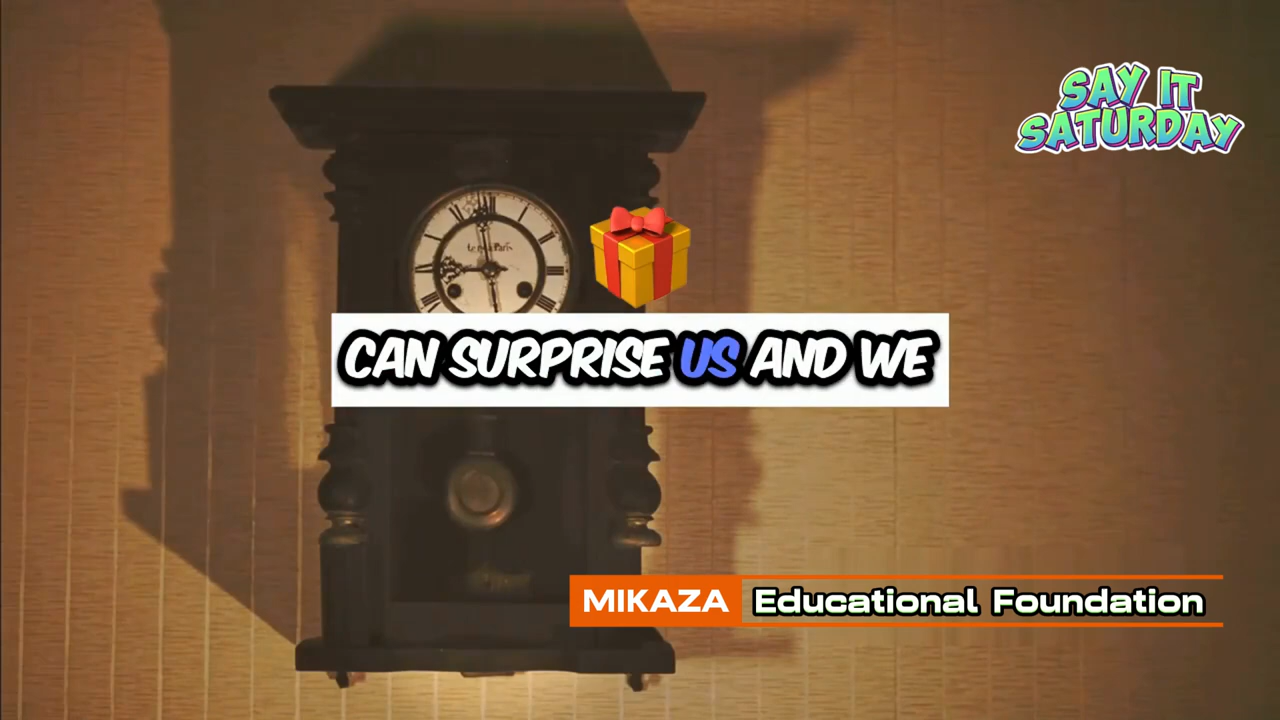 SAY IT
SATURDAY
CAN SURPRISE US AND WE
MIKAZA Educational Foundation